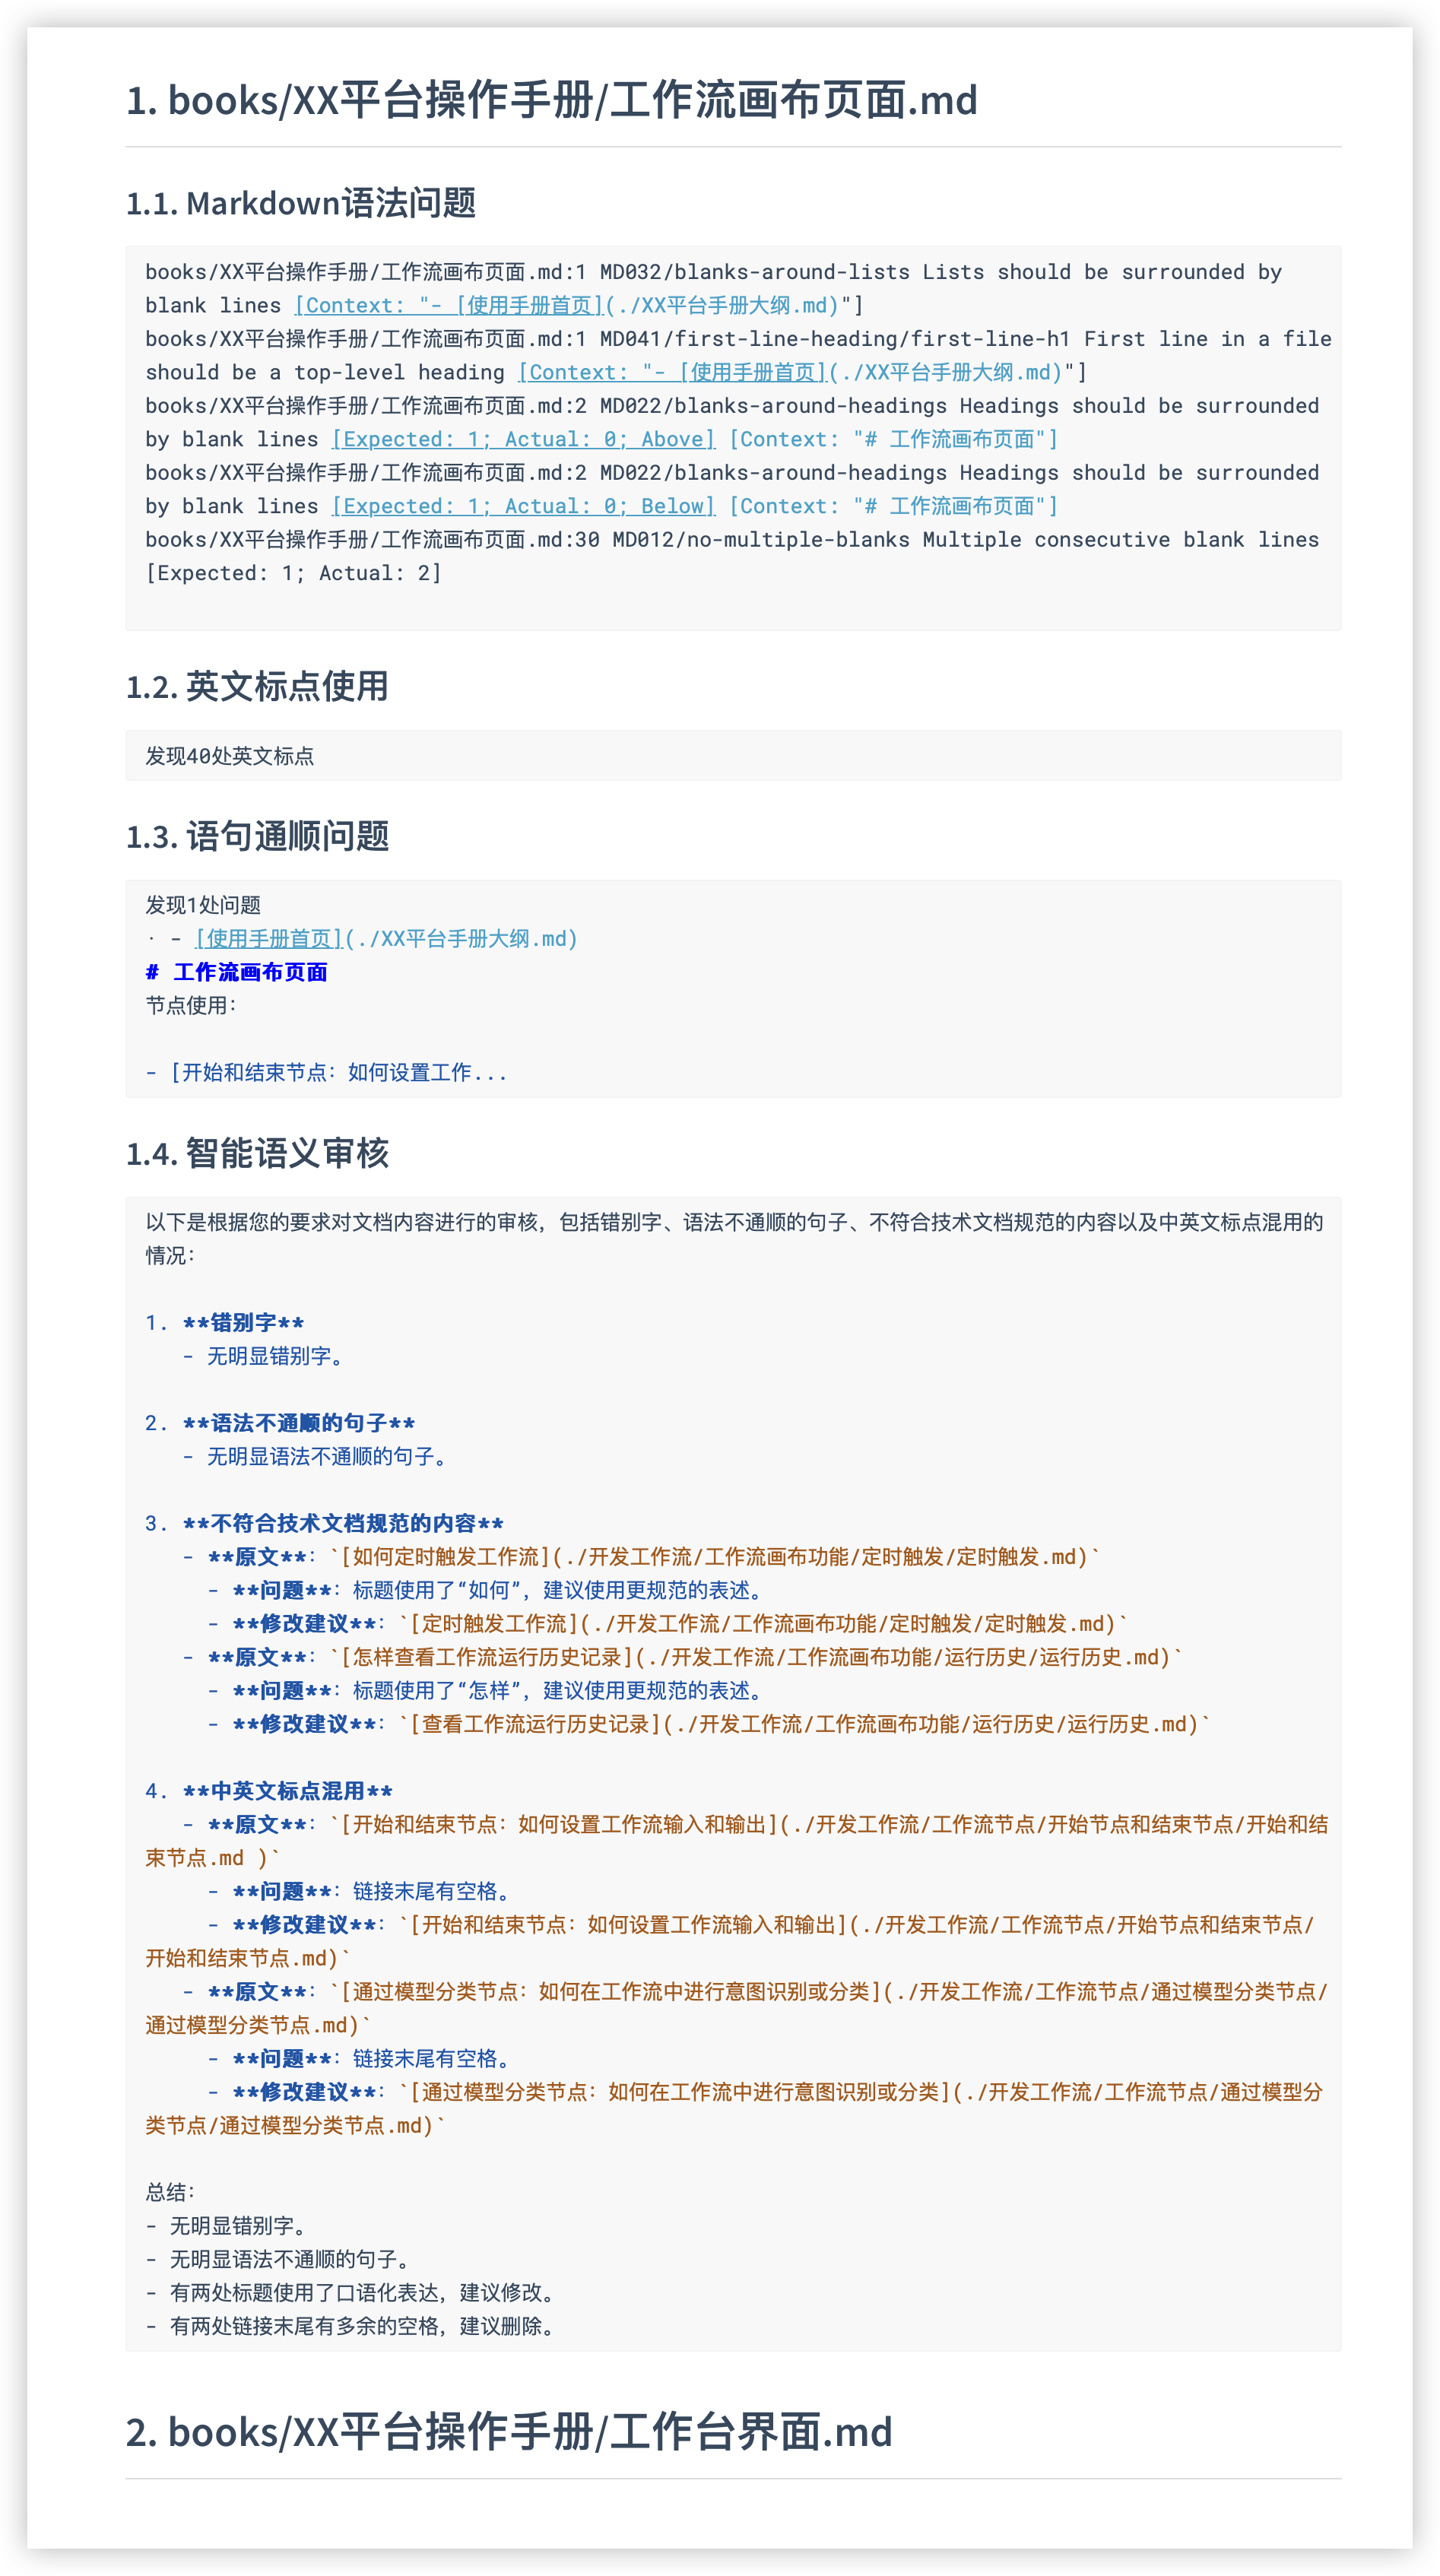 1. books/XX平台操作手册/工作流画布页面.md
1.1. Markdown语法问题
books/XX平台操作手册/工作流画布页面.md:1 MD032/blanks-around-lists Lists should be surrounded by
blank lines [Context: "- [使用手册首页](./XX平台手册大纲.md)"]
books/XX平台操作手册/工作流画布页面.md:1 MD041/first-line-heading/first-line-h1 First line in a file
should be a top-level heading [Context: "- [使用手册首页](./XX平台手册大纲.md)"]
books/XX平台操作手册/工作流画布页面.md:2 MD022/blanks-around-headings Headings should be surrounded
by blank lines [Expected: 1; Actual: 0; Above] [Context: "# 工作流画布页面"]
books/XX平台操作手册/工作流画布页面.md:2 MD022/blanks-around-headings Headings should be surrounded
by blank lines [Expected: 1; Actual: 0; Below] [Context: "# 工作流画布页面"]
books/XX平台操作手册/工作流画布页面.md:30 MD012/no-multiple-blanks Multiple consecutive blank lines
[Expected: 1; Actual: 2]
1.2. 英文标点使用
发现40处英文标点
1.3. 语句通顺问题
发现1处问题
· - [使用手册首页](./XX平台手册大纲.md)
# 工作流画布页面
节点使用：
- [开始和结束节点：如何设置工作...
1.4. 智能语义审核
以下是根据您的要求对文档内容进行的审核，包括错别字、语法不通顺的句子、不符合技术文档规范的内容以及中英文标点混用的
情况：
1. **错别字**
- 无明显错别字。
2. **语法不通顺的句子**
- 无明显语法不通顺的句子。
3. **不符合技术文档规范的内容**
- **原文**：`[如何定时触发工作流](./开发工作流/工作流画布功能/定时触发/定时触发.md)`
- **问题**：标题使用了“如何”，建议使用更规范的表述。
- **修改建议**：`[定时触发工作流](./开发工作流/工作流画布功能/定时触发/定时触发.md)`
- **原文**：`[怎样查看工作流运行历史记录](./开发工作流/工作流画布功能/运行历史/运行历史.md)`
- **问题**：标题使用了“怎样”，建议使用更规范的表述。
- **修改建议**：`[查看工作流运行历史记录](./开发工作流/工作流画布功能/运行历史/运行历史.md)`
4. **中英文标点混用**
- **原文**：`[开始和结束节点：如何设置工作流输入和输出](./开发工作流/工作流节点/开始节点和结束节点/开始和结
束节点.md )`
- **问题**：链接末尾有空格。
- **修改建议**：`[开始和结束节点：如何设置工作流输入和输出](./开发工作流/工作流节点/开始节点和结束节点/
开始和结束节点.md)`
- **原文**：`[通过模型分类节点：如何在工作流中进行意图识别或分类](./开发工作流/工作流节点/通过模型分类节点/
通过模型分类节点.md)`
- **问题**：链接末尾有空格。
- **修改建议**：`[通过模型分类节点：如何在工作流中进行意图识别或分类](./开发工作流/工作流节点/通过模型分
类节点/通过模型分类节点.md)`
总结：
- 无明显错别字。
- 无明显语法不通顺的句子。
- 有两处标题使用了口语化表达，建议修改。
- 有两处链接末尾有多余的空格，建议删除。
2. books/XX平台操作手册/工作台界面.md